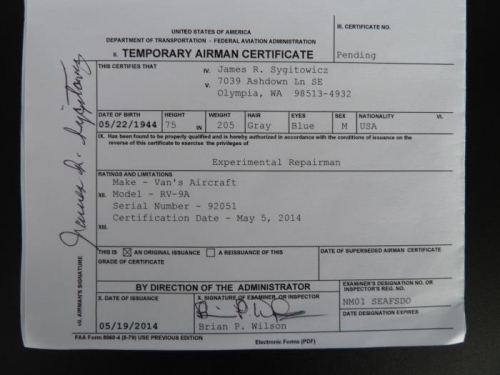 UNITED STATES OF AMERICA
DEPARTMENT OF TRANSPORTATION - FEDERAL AVIATION ADMINISTRATION
II. TEMPORARY AIRMAN CERTIFICATE
III. CERTIFICATE NO.
Pending
THIS CERTIFIES THAT
IV. James R. Sygitowicz
V. 7039 Ashdown Ln SE
Olympia, WA 98513-4932
DATE OF BIRTH HEIGHT WEIGHT HAIR EYES SEX NATIONALITY VI.
05/22/1944 75 IN 205 Gray Blue M USA
IX. Has been found to be properly qualified and is hereby authorized in accordance with the conditions of issuance on the
reverse of this certificate to exercise the privileges of
Experimental Repairman
RATINGS AND LIMITATIONS
XII. Make - Van's Aircraft
Model - RV-9A
Serial Number - 92051
Certification Date - May 5, 2014
XIII.
THIS IS ☒ AN ORIGINAL ISSUANCE ☐ A REISSUANCE OF THIS
GRADE OF CERTIFICATE
DATE OF SUPERSEDED AIRMAN CERTIFICATE
BY DIRECTION OF THE ADMINISTRATOR
EXAMINER'S DESIGNATION NO. OR
INSPECTOR'S REG. NO.
NM01 SEAFSDO
X. DATE OF ISSUANCE
05/19/2014
X. SIGNATURE OF EXAMINER OR INSPECTOR
Brian P. Wilson
DATE DESIGNATION EXPIRES
FAA Form 8060-4 (8-79) USE PREVIOUS EDITION
Electronic Forms (PDF)
VII. AIRMAN'S SIGNATURE
James R. Sygitowicz